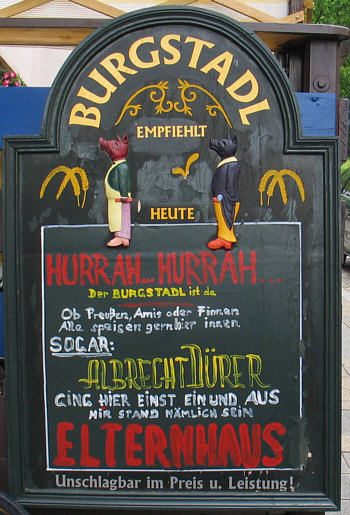 BURGSTADL
EMPFIEHLT
HEUTE
HURRAH... HURRAH...
Der BURGSTADL ist da
Ob Preußen, Amis oder Finnen
Alle speisen gern hier innen.
SOGAR:
ALBRECHT DÜRER
GING HIER EINST EIN UND AUS
HIR STAND NÄMLICH SEIN
ELTERNHAUS
Unschlagbar im Preis u. Leistung!